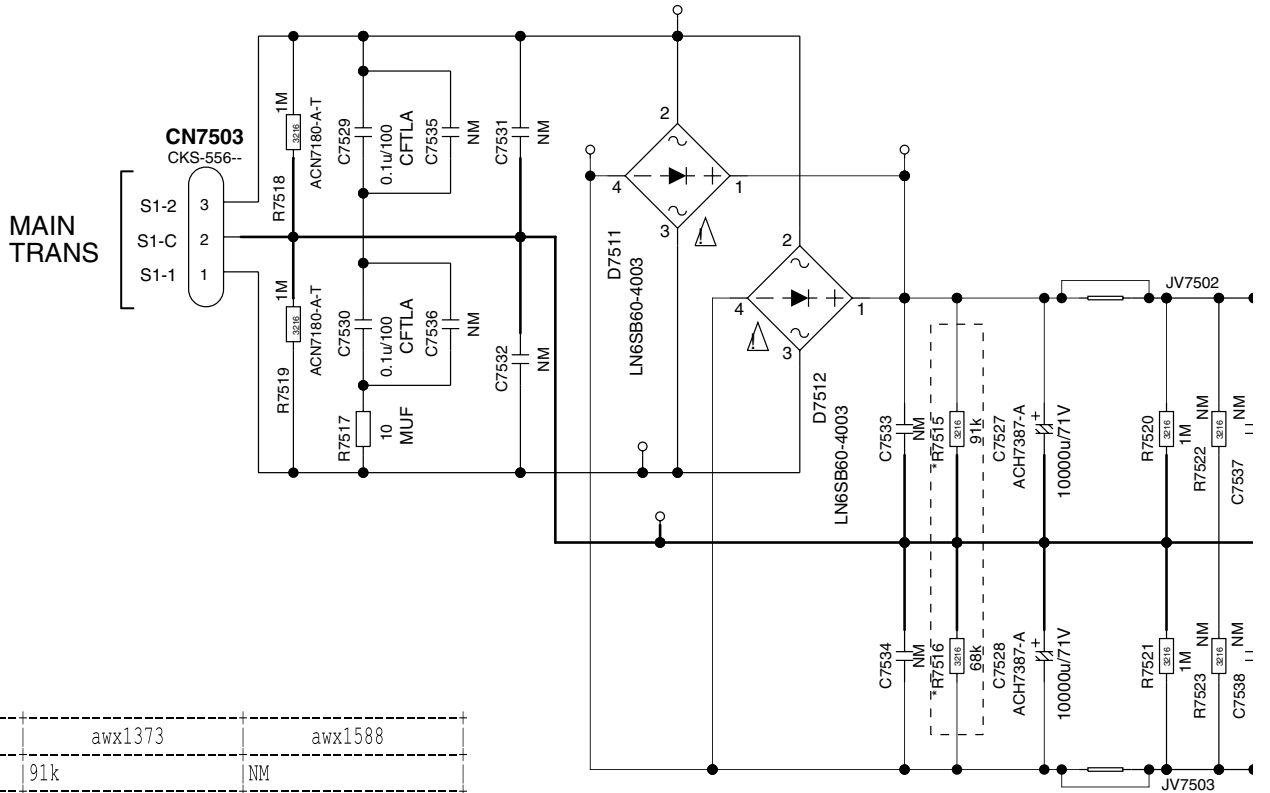 MAIN
TRANS
CN7503
CKS-556--
S1-2 3
S1-C 2
S1-1 1
R7518
3216
1M
ACN7180-A-T
R7519
3216
1M
ACN7180-A-T
C7529
0.1u/100
CFTLA
C7535
NM
C7531
NM
C7530
0.1u/100
CFTLA
C7536
NM
C7532
NM
R7517
10
MUF
2
4 1
3
D7511
LN6SB60-4003
2
4 1
3
D7512
LN6SB60-4003
C7533
NM
*R7515
3216
91k
C7527
ACH7387-A
10000u/71V
+
JV7502
R7520
3216
1M
R7522
3216
NM
C7537
NM
C7534
NM
*R7516
3216
68k
C7528
ACH7387-A
10000u/71V
+
R7521
3216
1M
R7523
3216
NM
C7538
NM
JV7503
awx1373 awx1588
91k NM